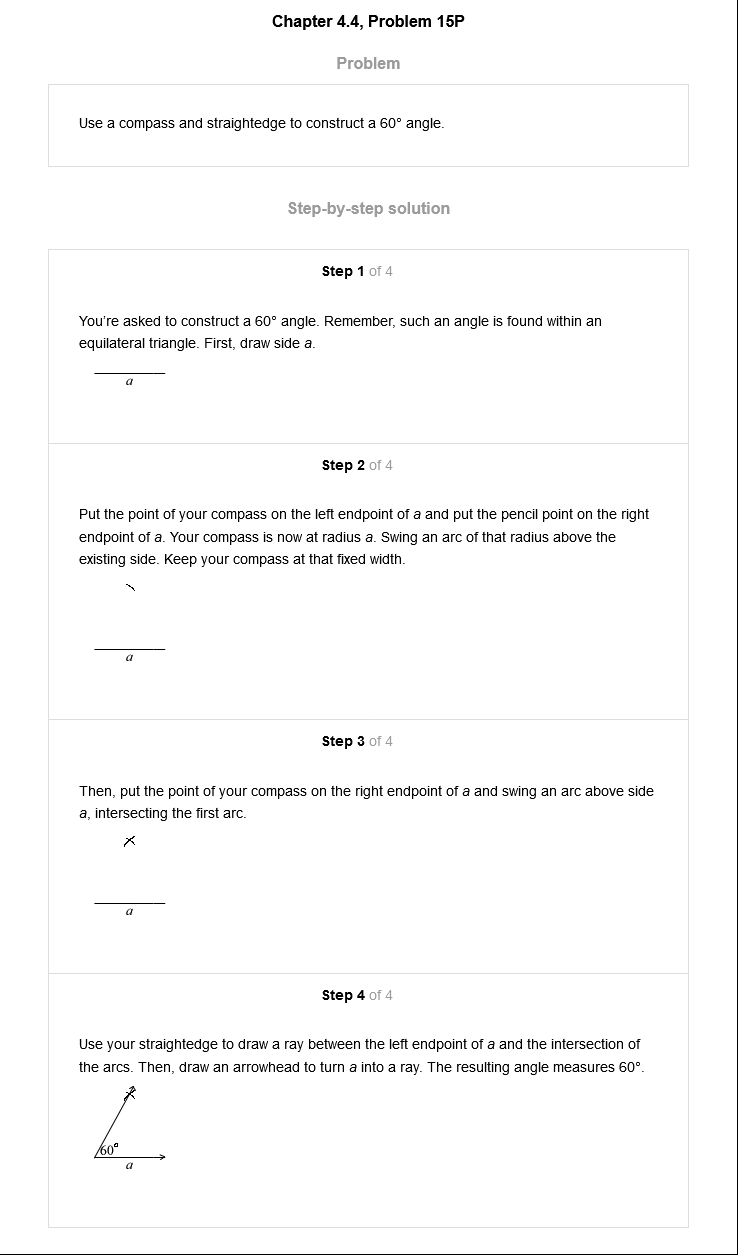 Chapter 4.4, Problem 15P
Problem
Use a compass and straightedge to construct a 60° angle.
Step-by-step solution
Step 1 of 4
You're asked to construct a 60° angle. Remember, such an angle is found within an
equilateral triangle. First, draw side a.
a
Step 2 of 4
Put the point of your compass on the left endpoint of a and put the pencil point on the right
endpoint of a. Your compass is now at radius a. Swing an arc of that radius above the
existing side. Keep your compass at that fixed width.
a
Step 3 of 4
Then, put the point of your compass on the right endpoint of a and swing an arc above side
a, intersecting the first arc.
a
Step 4 of 4
Use your straightedge to draw a ray between the left endpoint of a and the intersection of
the arcs. Then, draw an arrowhead to turn a into a ray. The resulting angle measures 60°.
60°
a